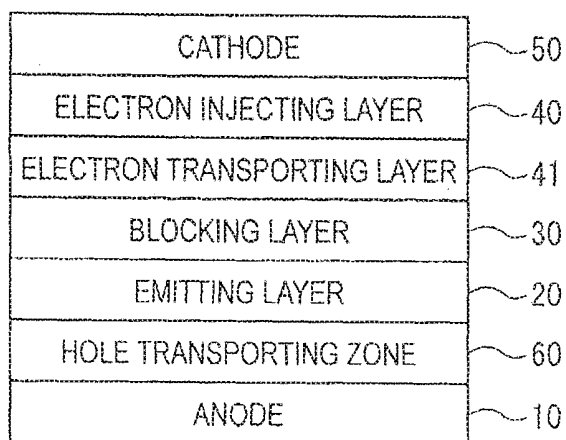 CATHODE 50
ELECTRON INJECTING LAYER 40
ELECTRON TRANSPORTING LAYER 41
BLOCKING LAYER 30
EMITTING LAYER 20
HOLE TRANSPORTING ZONE 60
ANODE 10